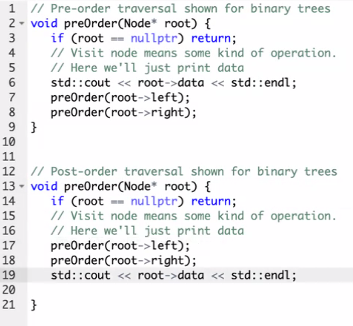 1 // Pre-order traversal shown for binary trees
2 void preOrder(Node* root) {
3     if (root == nullptr) return;
4     // Visit node means some kind of operation.
5     // Here we'll just print data
6     std::cout << root->data << std::endl;
7     preOrder(root->left);
8     preOrder(root->right);
9 }
10
11
12 // Post-order traversal shown for binary trees
13 void preOrder(Node* root) {
14     if (root == nullptr) return;
15     // Visit node means some kind of operation.
16     // Here we'll just print data
17     preOrder(root->left);
18     preOrder(root->right);
19     std::cout << root->data << std::endl;
20
21 }